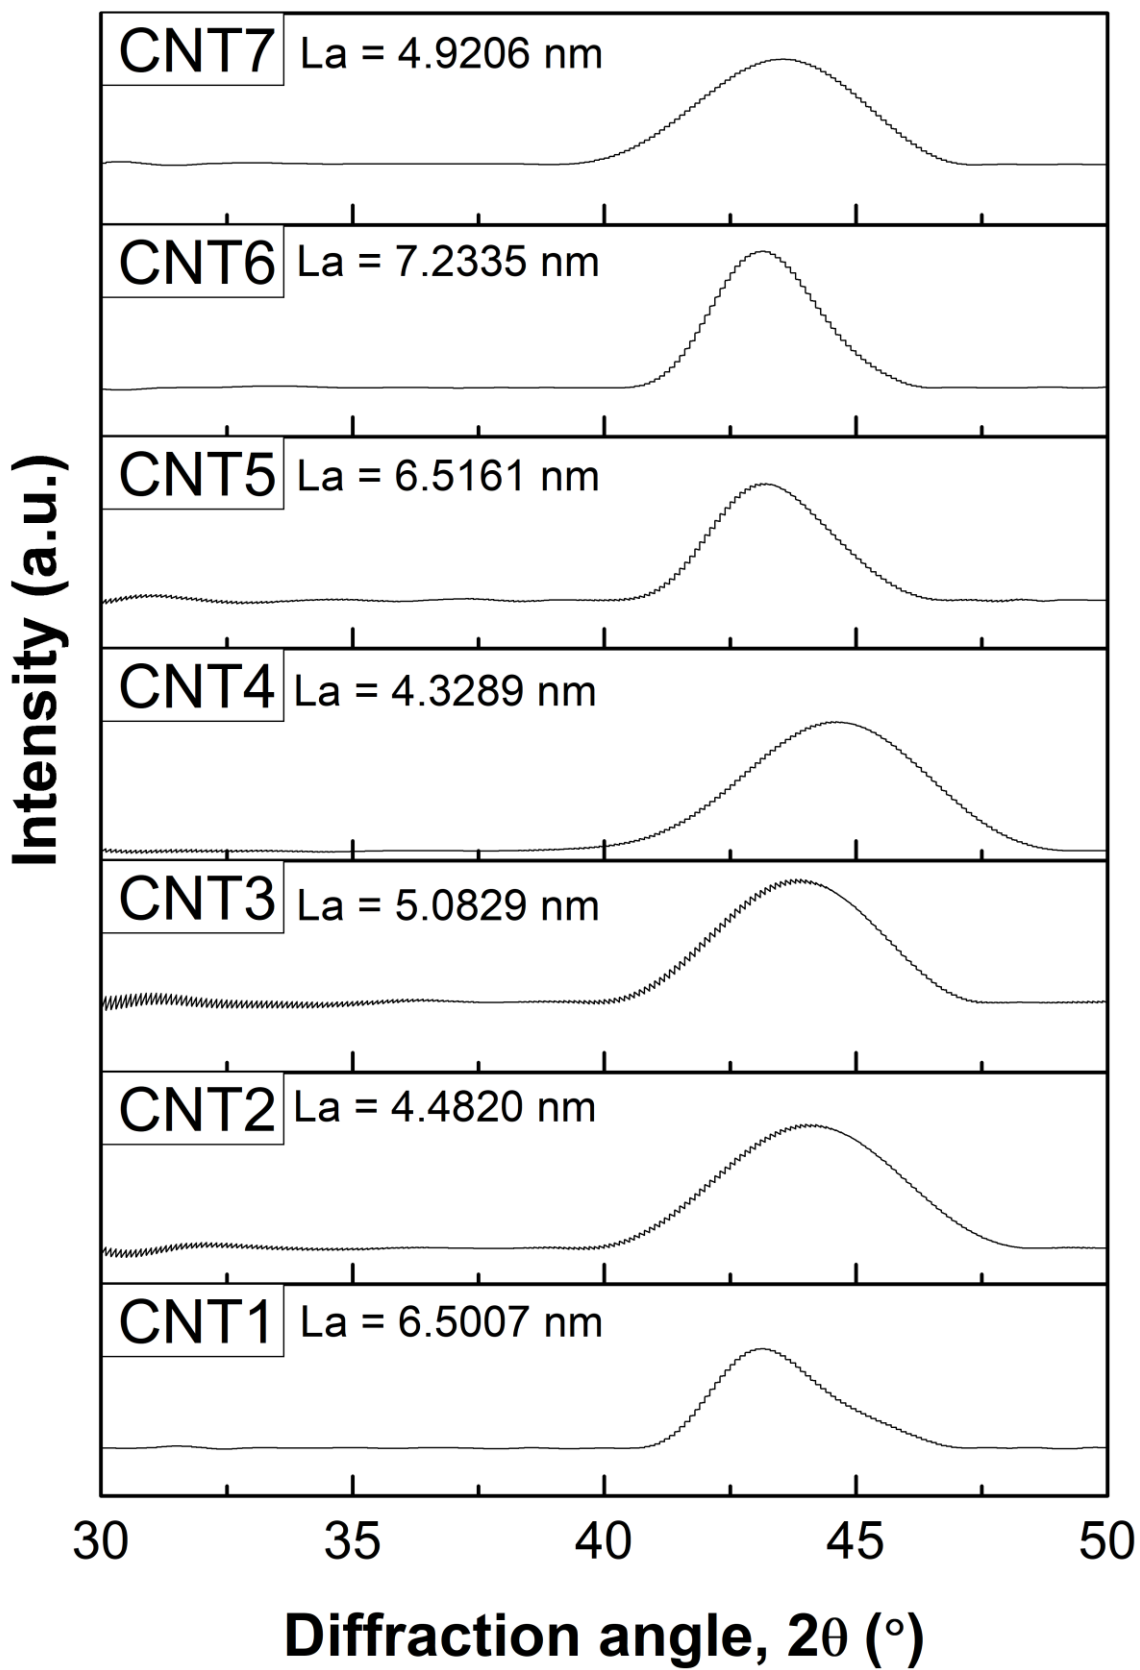 CNT7 La = 4.9206 nm
CNT6 La = 7.2335 nm
CNT5 La = 6.5161 nm
CNT4 La = 4.3289 nm
CNT3 La = 5.0829 nm
CNT2 La = 4.4820 nm
CNT1 La = 6.5007 nm
Intensity (a.u.)
30 35 40 45 50
Diffraction angle, 2θ (°)